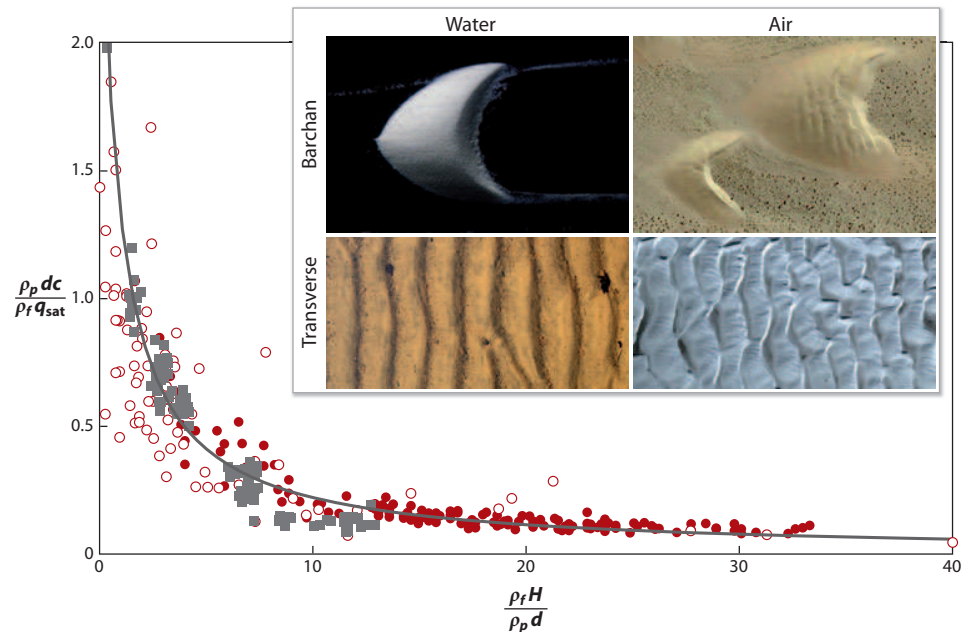 Water Air
Barchan
Transverse
2.0
1.5
1.0
0.5
0
ρp dc
ρf qsat
0 10 20 30 40
ρf H
ρp d